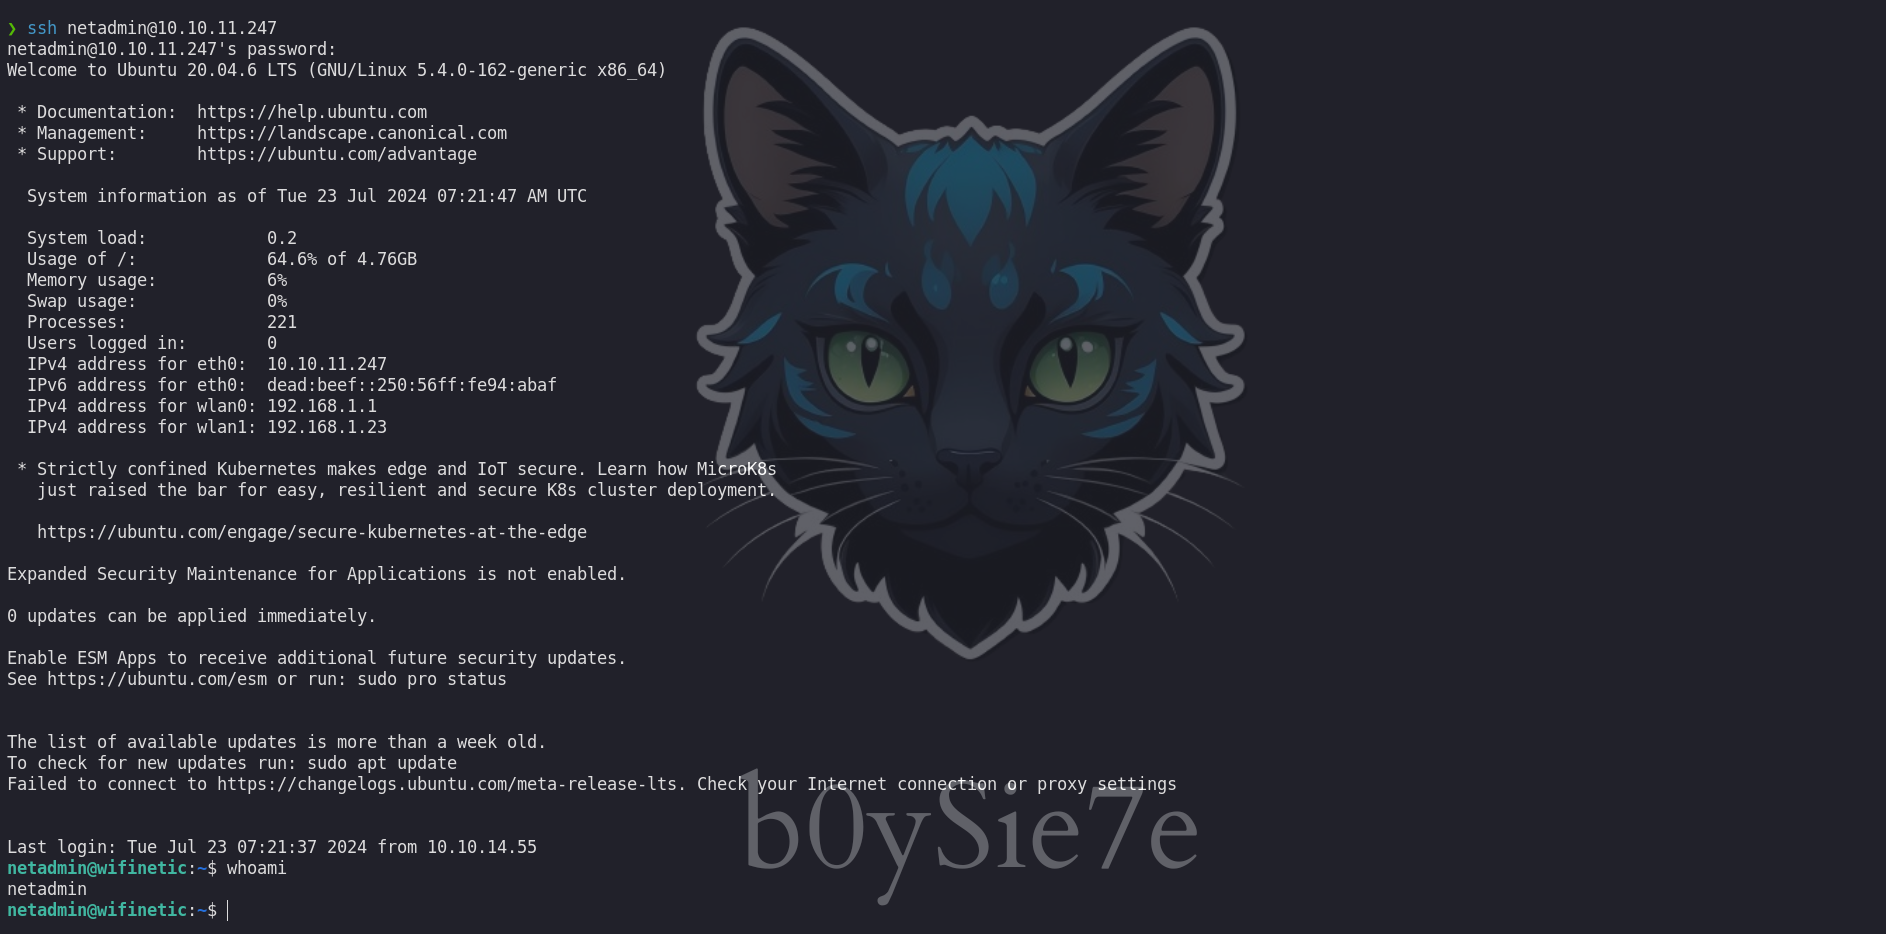 ❯ ssh netadmin@10.10.11.247
netadmin@10.10.11.247's password:
Welcome to Ubuntu 20.04.6 LTS (GNU/Linux 5.4.0-162-generic x86_64)
* Documentation:  https://help.ubuntu.com
* Management:     https://landscape.canonical.com
* Support:        https://ubuntu.com/advantage
System information as of Tue 23 Jul 2024 07:21:47 AM UTC
System load:            0.2
Usage of /:             64.6% of 4.76GB
Memory usage:           6%
Swap usage:             0%
Processes:              221
Users logged in:        0
IPv4 address for eth0:  10.10.11.247
IPv6 address for eth0:  dead:beef::250:56ff:fe94:abaf
IPv4 address for wlan0: 192.168.1.1
IPv4 address for wlan1: 192.168.1.23
* Strictly confined Kubernetes makes edge and IoT secure. Learn how MicroK8s
just raised the bar for easy, resilient and secure K8s cluster deployment.
https://ubuntu.com/engage/secure-kubernetes-at-the-edge
Expanded Security Maintenance for Applications is not enabled.
0 updates can be applied immediately.
Enable ESM Apps to receive additional future security updates.
See https://ubuntu.com/esm or run: sudo pro status
The list of available updates is more than a week old.
To check for new updates run: sudo apt update
Failed to connect to https://changelogs.ubuntu.com/meta-release-lts. Check your Internet connection or proxy settings
b0ySie7e
Last login: Tue Jul 23 07:21:37 2024 from 10.10.14.55
netadmin@wifinetic:~$ whoami
netadmin
netadmin@wifinetic:~$